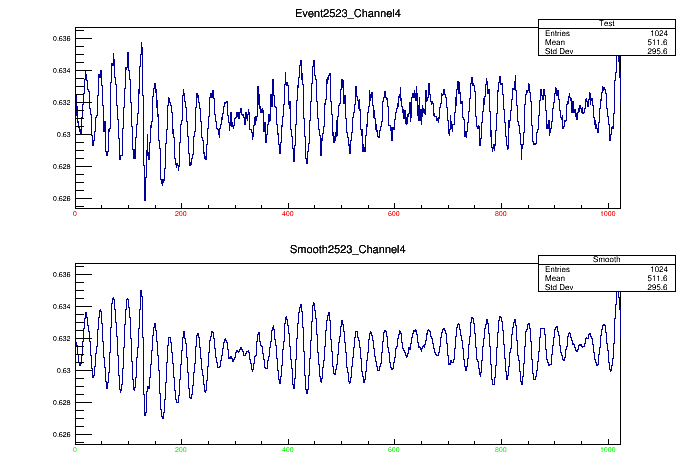 Event2523_Channel4
Test
Entries 1024
Mean 511.6
Std Dev 295.6
0.636
0.634
0.632
0.63
0.628
0.626
0 200 400 600 800 1000
Smooth2523_Channel4
Smooth
Entries 1024
Mean 511.6
Std Dev 295.6
0.636
0.634
0.632
0.63
0.628
0.626
0 200 400 600 800 1000